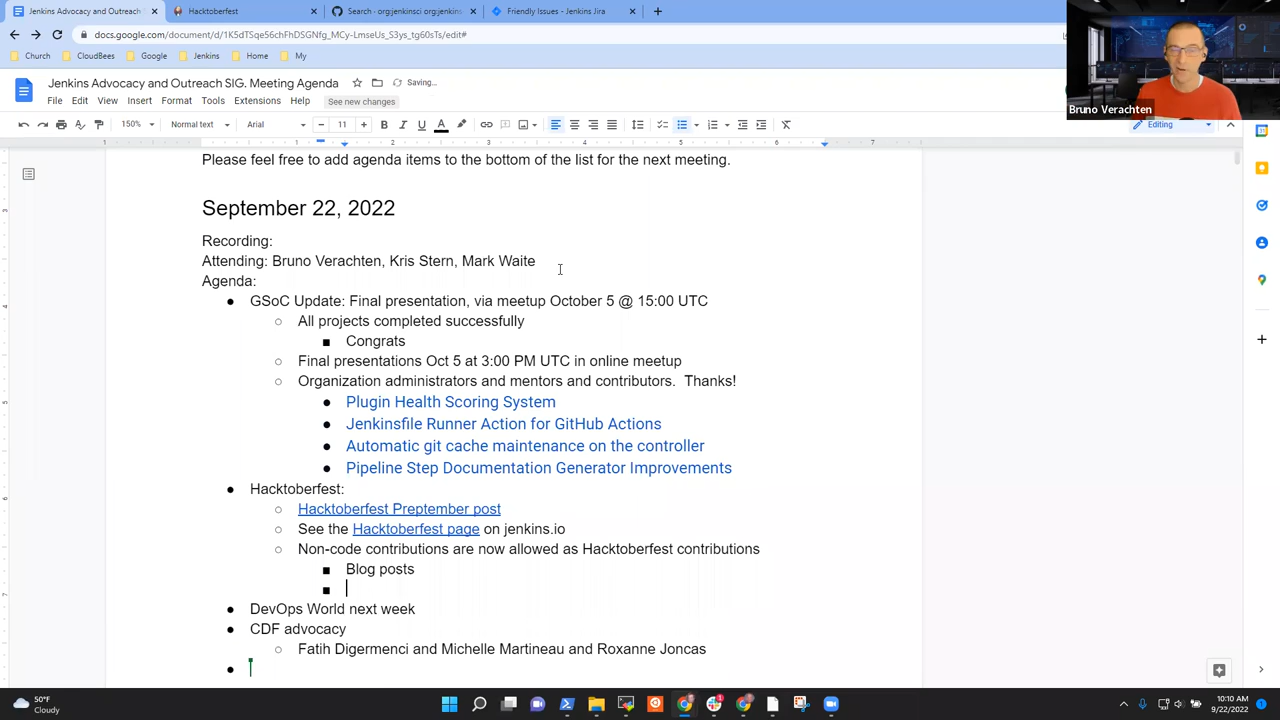 Jenkins Advocacy and Outreach
Hacktoberfest
Search · org:jenkinsci org:jenkins
Friendly Issues - Jenkins Jira
docs.google.com/document/d/1K5dTSqe56chFhDSGNfg_MCy-LmseUs_S3ys_tg60sTs/edit#
Church
CloudBees
Google
Jenkins
Home
My
Jenkins Advocacy and Outreach SIG. Meeting Agenda
Saving...
File Edit View Insert Format Tools Extensions Help
See new changes
150%
Normal text
Arial
11
Editing
Bruno Verachten
Please feel free to add agenda items to the bottom of the list for the next meeting.
September 22, 2022
Recording:
Attending: Bruno Verachten, Kris Stern, Mark Waite
Agenda:
GSoC Update: Final presentation, via meetup October 5 @ 15:00 UTC
All projects completed successfully
Congrats
Final presentations Oct 5 at 3:00 PM UTC in online meetup
Organization administrators and mentors and contributors. Thanks!
Plugin Health Scoring System
Jenkinsfile Runner Action for GitHub Actions
Automatic git cache maintenance on the controller
Pipeline Step Documentation Generator Improvements
Hacktoberfest:
Hacktoberfest Preptember post
See the Hacktoberfest page on jenkins.io
Non-code contributions are now allowed as Hacktoberfest contributions
Blog posts
DevOps World next week
CDF advocacy
Fatih Digermenci and Michelle Martineau and Roxanne Joncas
50°F
Cloudy
10:10 AM
9/22/2022